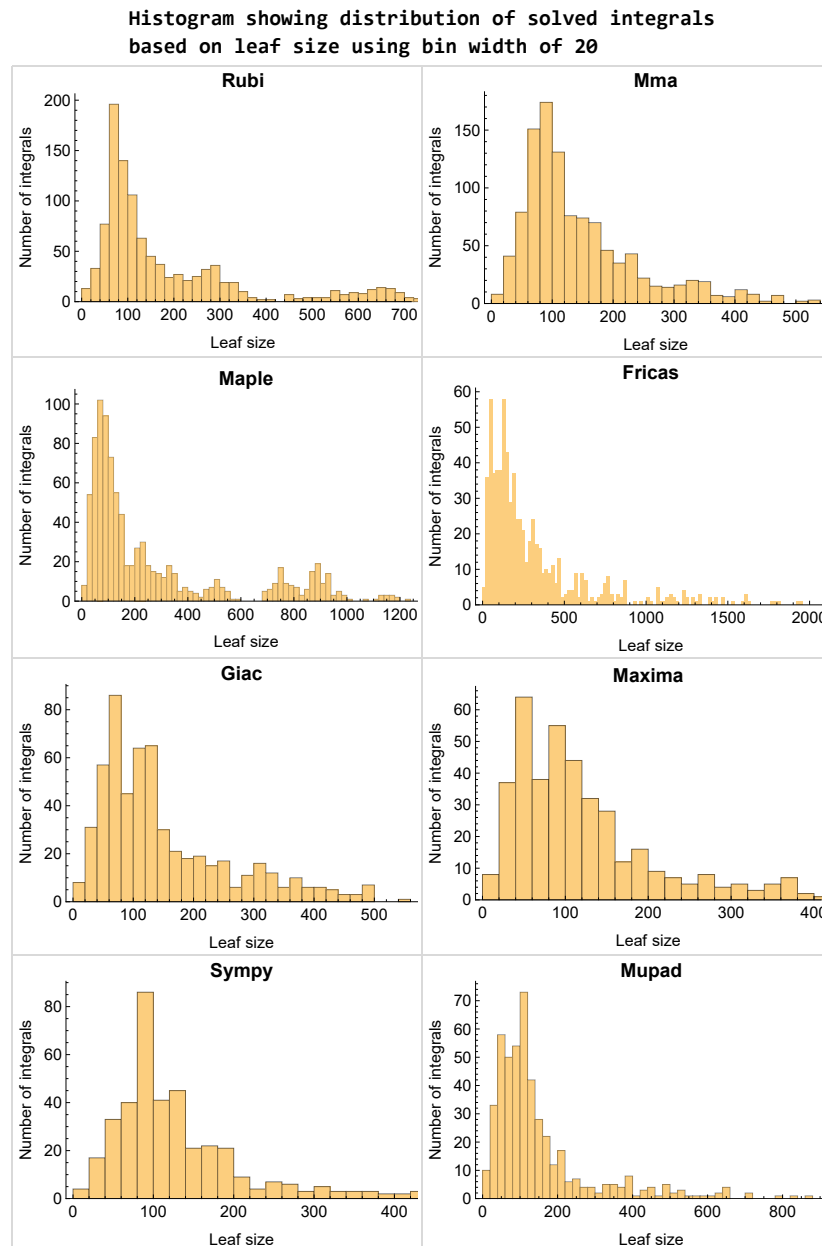 Histogram showing distribution of solved integrals
based on leaf size using bin width of 20
Rubi
Number of integrals
200
150
100
50
0
0 100 200 300 400 500 600 700
Leaf size
Mma
Number of integrals
150
100
50
0
0 100 200 300 400 500
Leaf size
Maple
Number of integrals
100
80
60
40
20
0
0 200 400 600 800 1000 1200
Leaf size
Fricas
Number of integrals
60
50
40
30
20
10
0
0 500 1000 1500 2000
Leaf size
Giac
Number of integrals
80
60
40
20
0
0 100 200 300 400 500
Leaf size
Maxima
Number of integrals
60
50
40
30
20
10
0
0 100 200 300 400
Leaf size
Sympy
Number of integrals
80
60
40
20
0
0 100 200 300 400
Leaf size
Mupad
Number of integrals
70
60
50
40
30
20
10
0
0 200 400 600 800
Leaf size